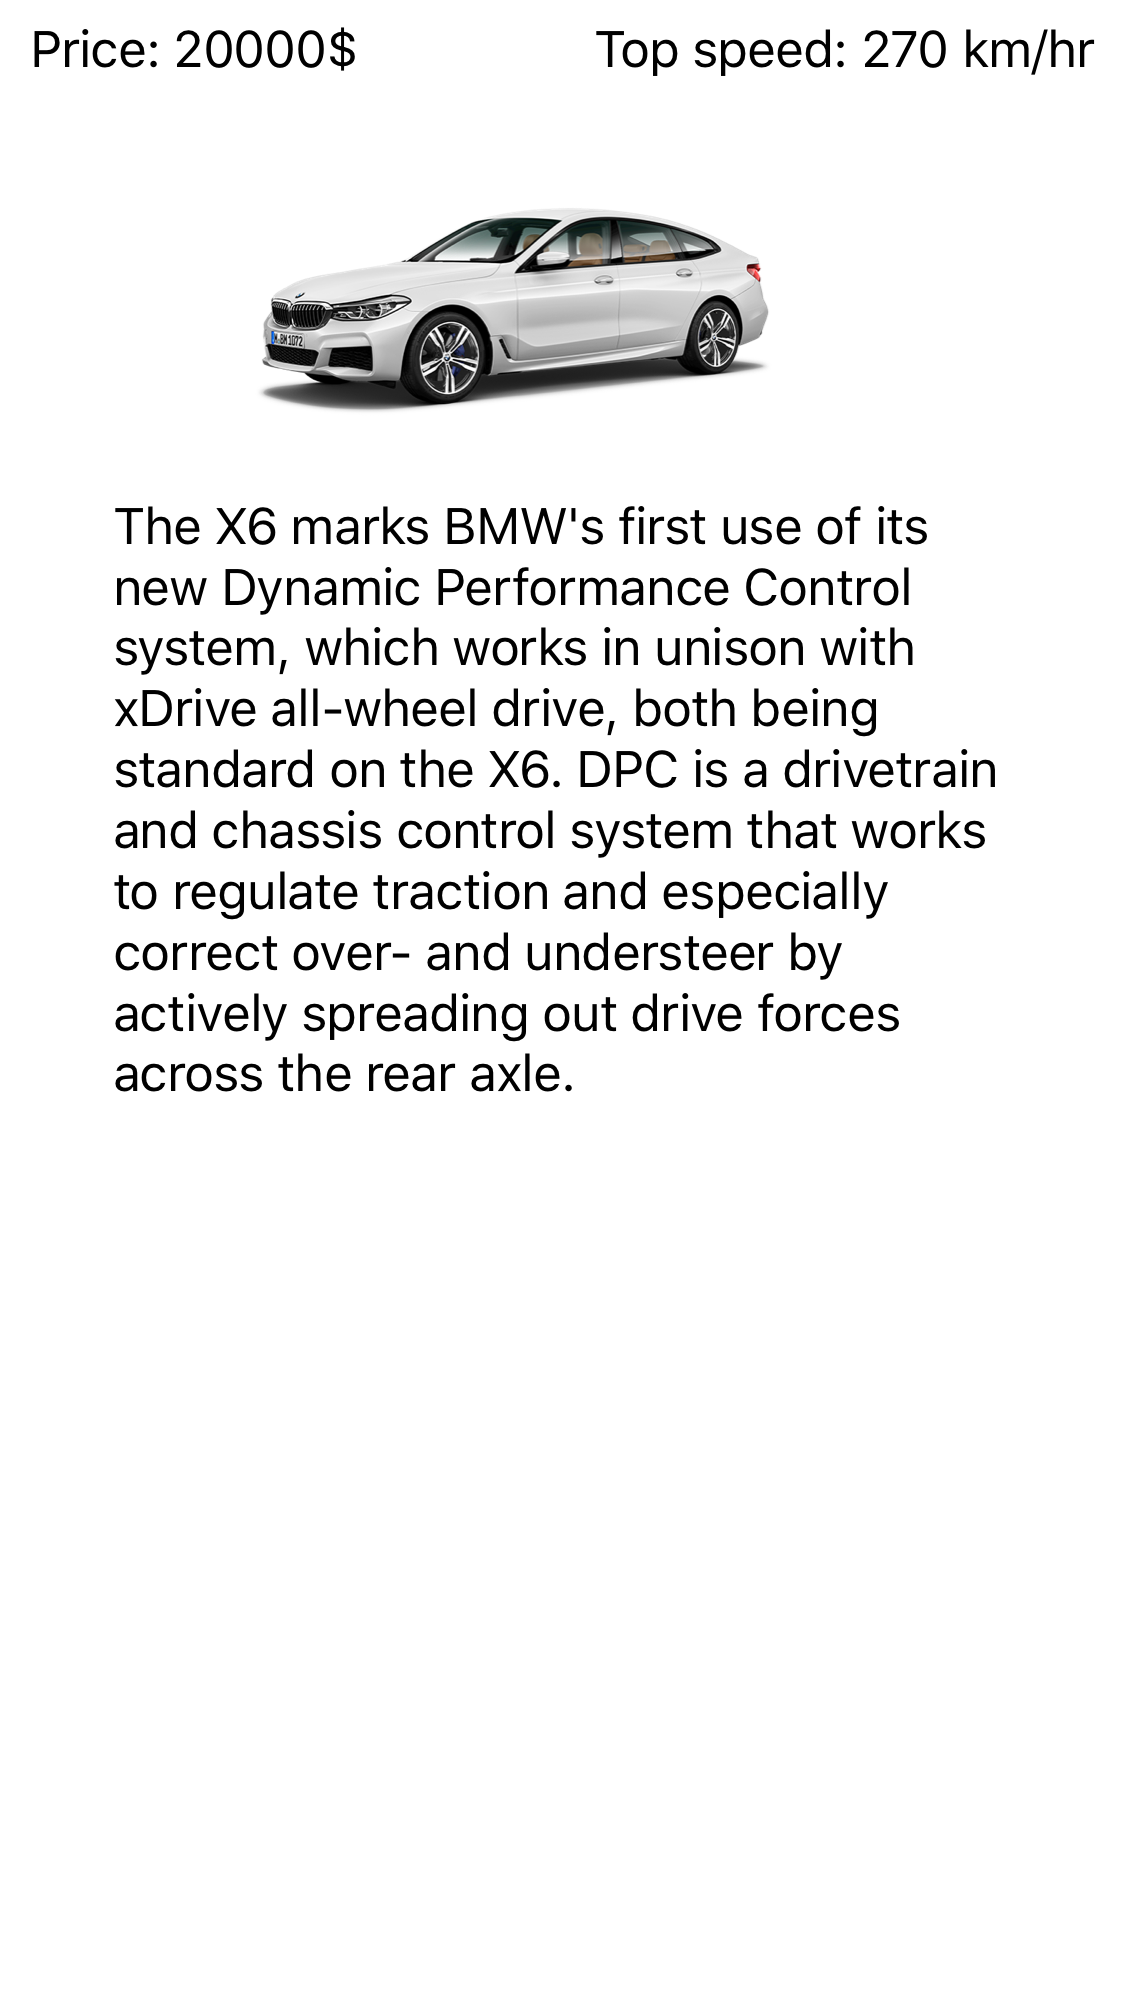 Price: 20000$ Top speed: 270 km/hr
M BM 1072
The X6 marks BMW's first use of its
new Dynamic Performance Control
system, which works in unison with
xDrive all-wheel drive, both being
standard on the X6. DPC is a drivetrain
and chassis control system that works
to regulate traction and especially
correct over- and understeer by
actively spreading out drive forces
across the rear axle.